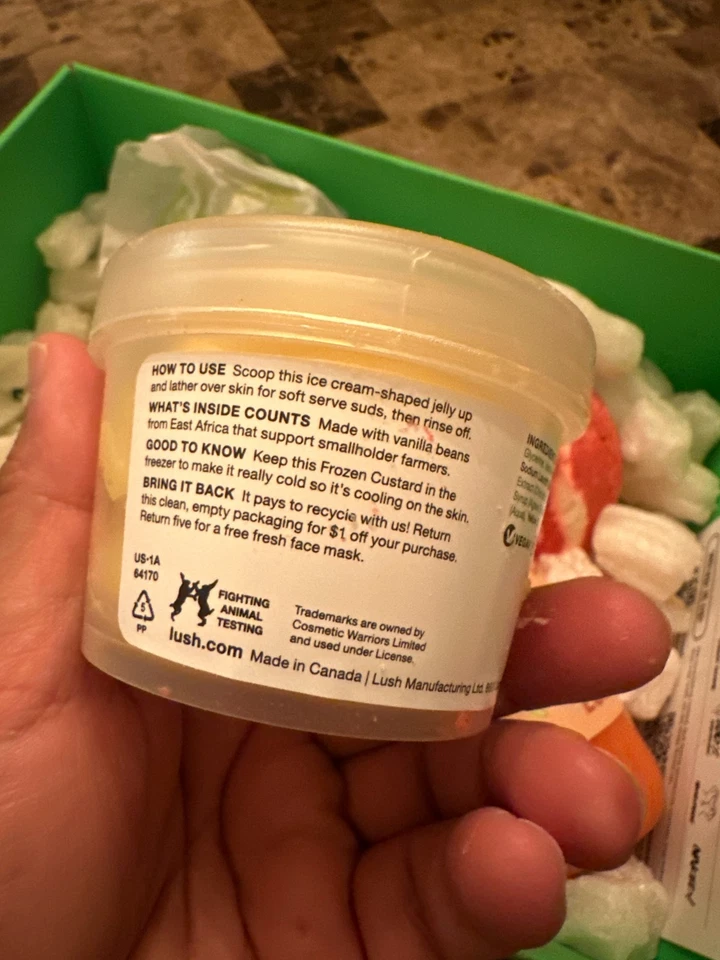 HOW TO USE Scoop this ice cream-shaped jelly up
and lather over skin for soft serve suds, then rinse off.
WHAT'S INSIDE COUNTS Made with vanilla beans
from East Africa that support smallholder farmers.
GOOD TO KNOW Keep this Frozen Custard in the
freezer to make it really cold so it's cooling on the skin.
BRING IT BACK It pays to recycle with us! Return
this clean, empty packaging for $1 off your purchase.
Return five for a free fresh face mask.
US-1A
64170
5
PP
FIGHTING
ANIMAL
TESTING
lush.com
Trademarks are owned by
Cosmetic Warriors Limited
and used under License.
Made in Canada | Lush Manufacturing Ltd.